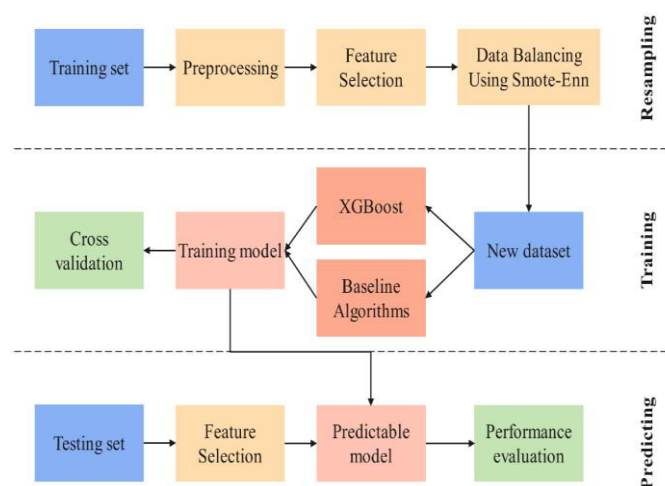 Training set
Preprocessing
Feature
Selection
Data Balancing
Using Smote-Enn
Resampling
Cross
validation
Training model
XGBoost
Baseline
Algorithms
New dataset
Training
Testing set
Feature
Selection
Predictable
model
Performance
evaluation
Predicting